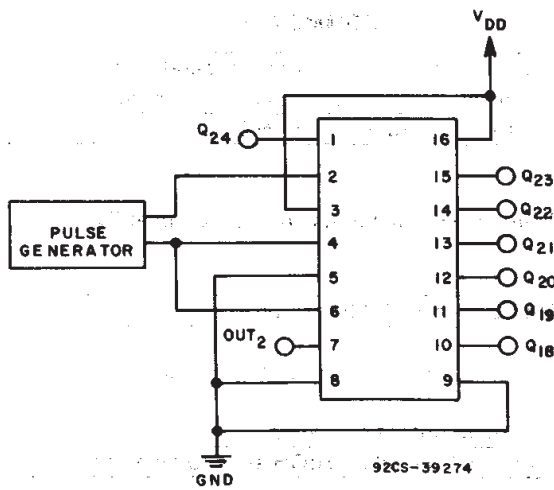 VDD
Q24
1 16
2 15 Q23
PULSE GENERATOR
3 14 Q22
4 13 Q21
5 12 Q20
6 11 Q19
OUT2
7 10 Q18
8 9
GND
92CS-39274